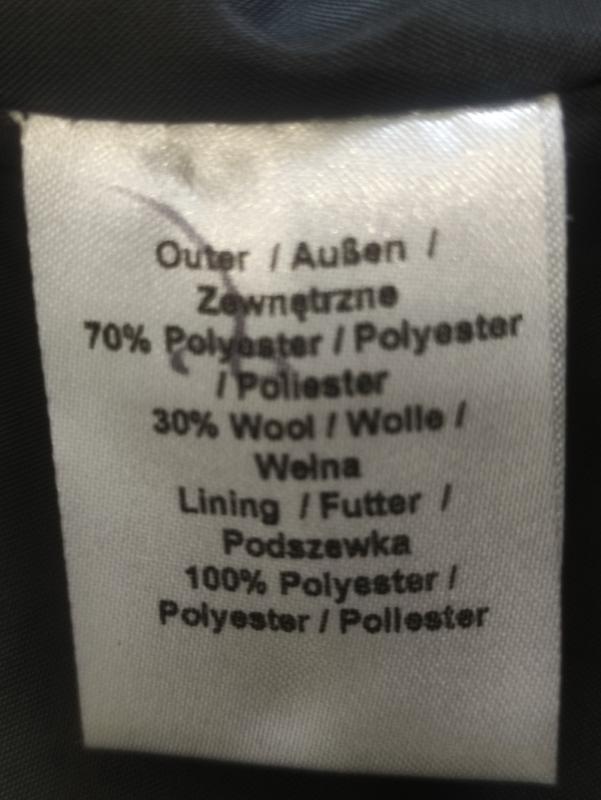 Outer / Außen /
Zewnętrzne
70% Polyester / Polyester
/ Poliester
30% Wool / Wolle /
Wełna
Lining / Futter /
Podszewka
100% Polyester /
Polyester / Poliester